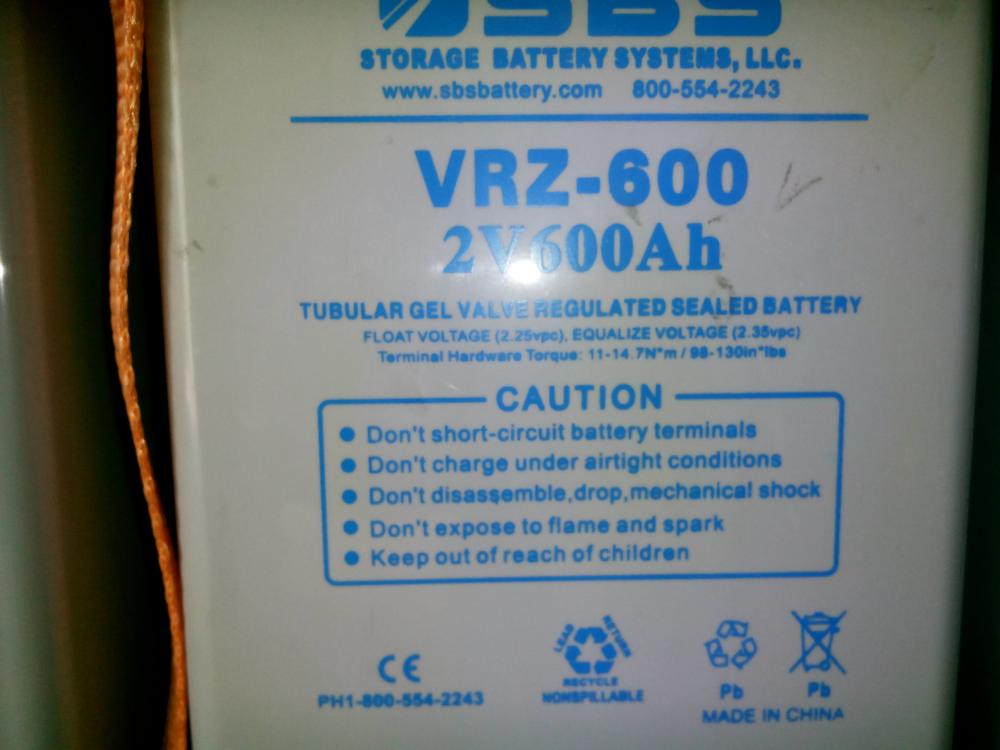 SBS
STORAGE BATTERY SYSTEMS, LLC.
www.sbsbattery.com 800-554-2243
VRZ-600
2V600Ah
TUBULAR GEL VALVE REGULATED SEALED BATTERY
FLOAT VOLTAGE (2.25vpc), EQUALIZE VOLTAGE (2.35vpc)
Terminal Hardware Torque: 11-14.7N*m / 98-130in*lbs
CAUTION
● Don't short-circuit battery terminals
● Don't charge under airtight conditions
● Don't disassemble,drop,mechanical shock
● Don't expose to flame and spark
● Keep out of reach of children
CE
PH1-800-554-2243
LEAD RETURN
RECYCLE
NONSPILLABLE
Pb Pb
MADE IN CHINA